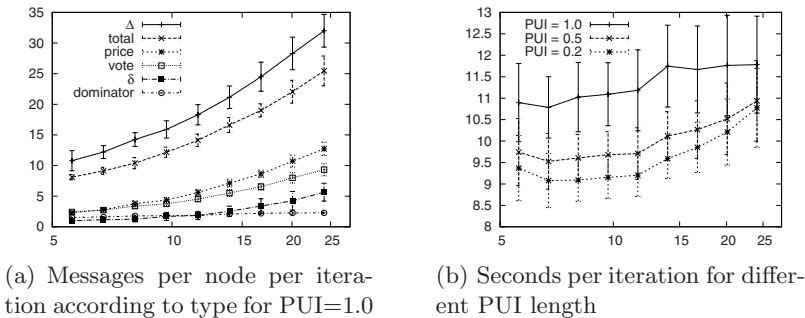 35
30
25
20
15
10
5
0
Δ
total
price
vote
δ
dominator
5 10 15 20 25
13
12.5
12
11.5
11
10.5
10
9.5
9
8.5
8
PUI = 1.0
PUI = 0.5
PUI = 0.2
5 10 15 20 25
(a) Messages per node per itera-
tion according to type for PUI=1.0
(b) Seconds per iteration for differ-
ent PUI length